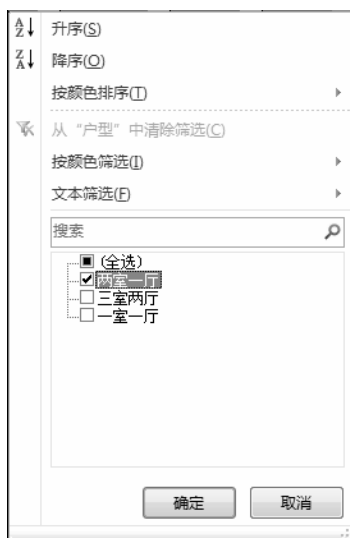 升序(S)
降序(O)
按颜色排序(T)
从“户型”中清除筛选(C)
按颜色筛选(I)
文本筛选(F)
搜索
(全选)
两室一厅
三室两厅
一室一厅
确定 取消